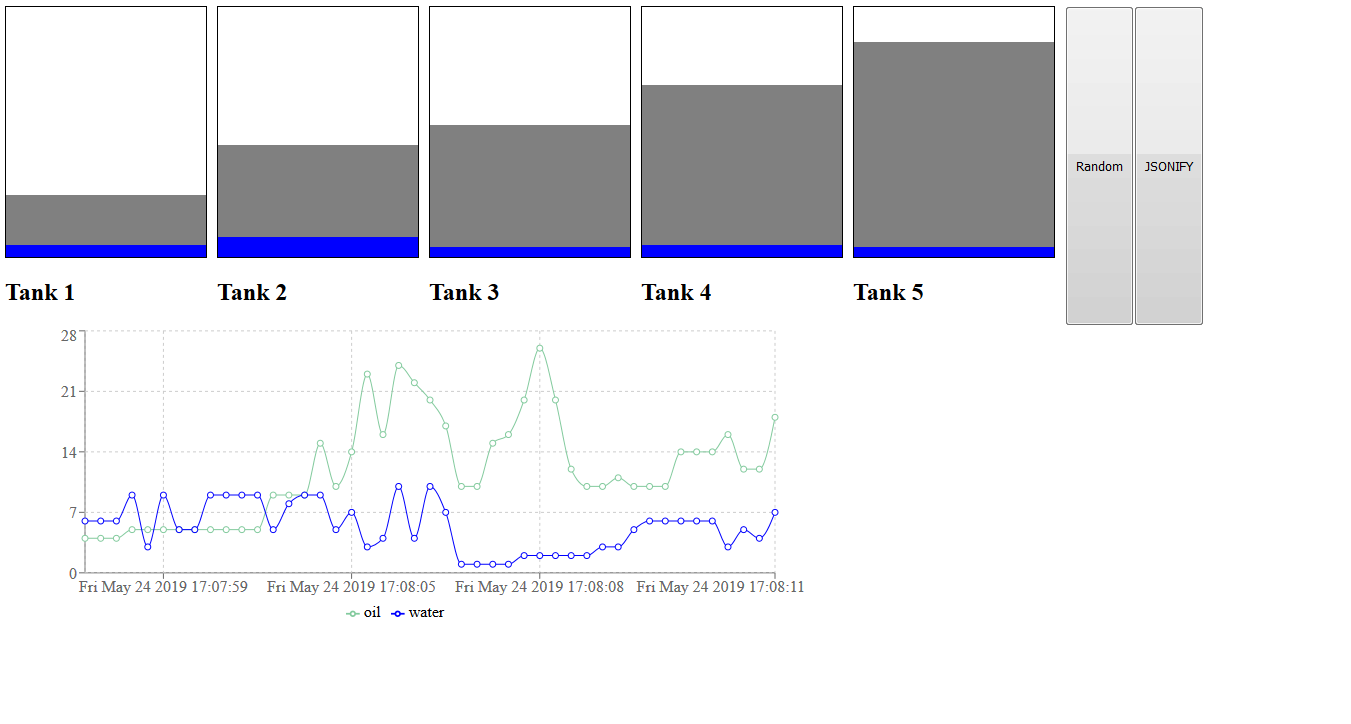 Random JSONIFY
Tank 1 Tank 2 Tank 3 Tank 4 Tank 5
28
21
14
7
0
Fri May 24 2019 17:07:59 Fri May 24 2019 17:08:05 Fri May 24 2019 17:08:08 Fri May 24 2019 17:08:11
oil water